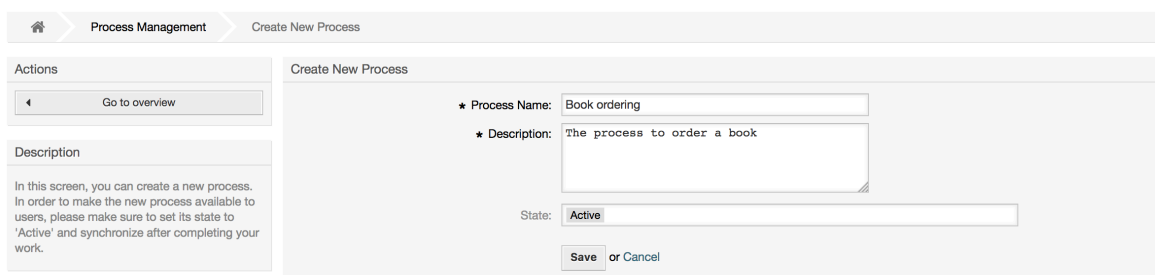 Process Management Create New Process
Actions
Go to overview
Description
In this screen, you can create a new process.
In order to make the new process available to
users, please make sure to set its state to
'Active' and synchronize after completing your
work.
Create New Process
* Process Name: Book ordering
* Description: The process to order a book
State: Active
Save or Cancel